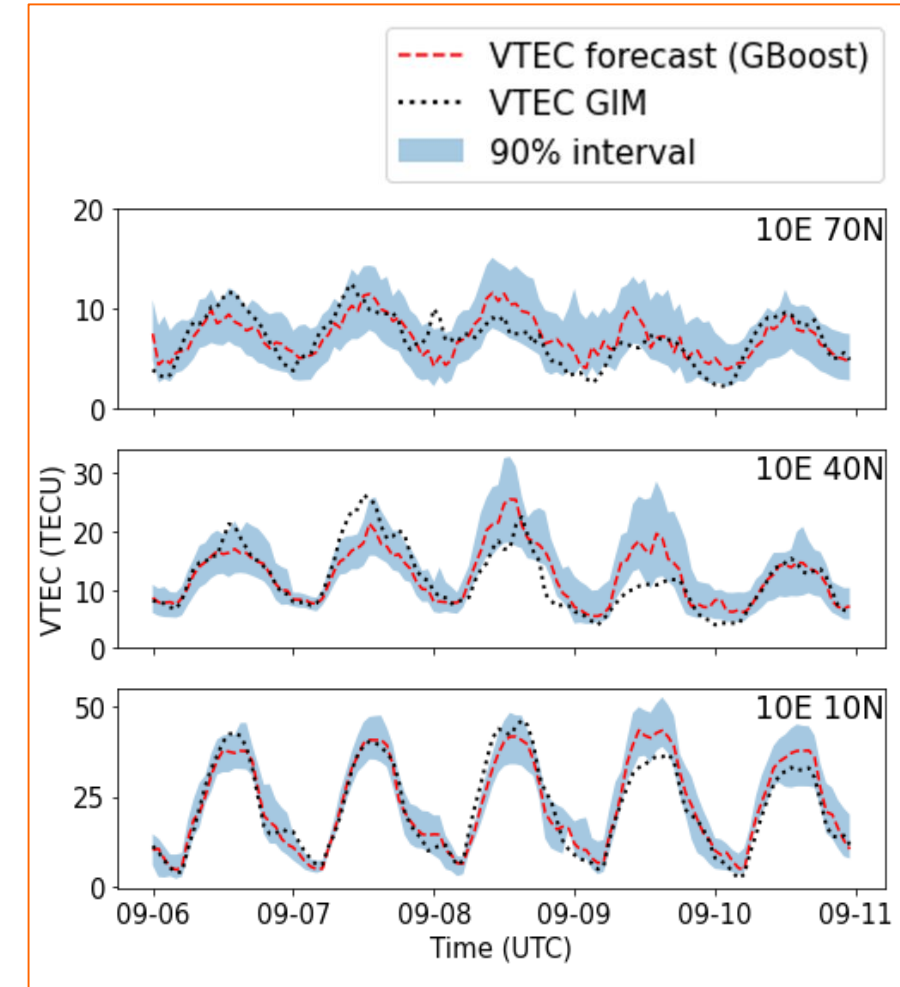 VTEC forecast (GBoost)
VTEC GIM
90% interval
20
10
0
10E 70N
VTEC (TECU)
30
20
10
0
10E 40N
50
25
0
10E 10N
09-06 09-07 09-08 09-09 09-10 09-11
Time (UTC)